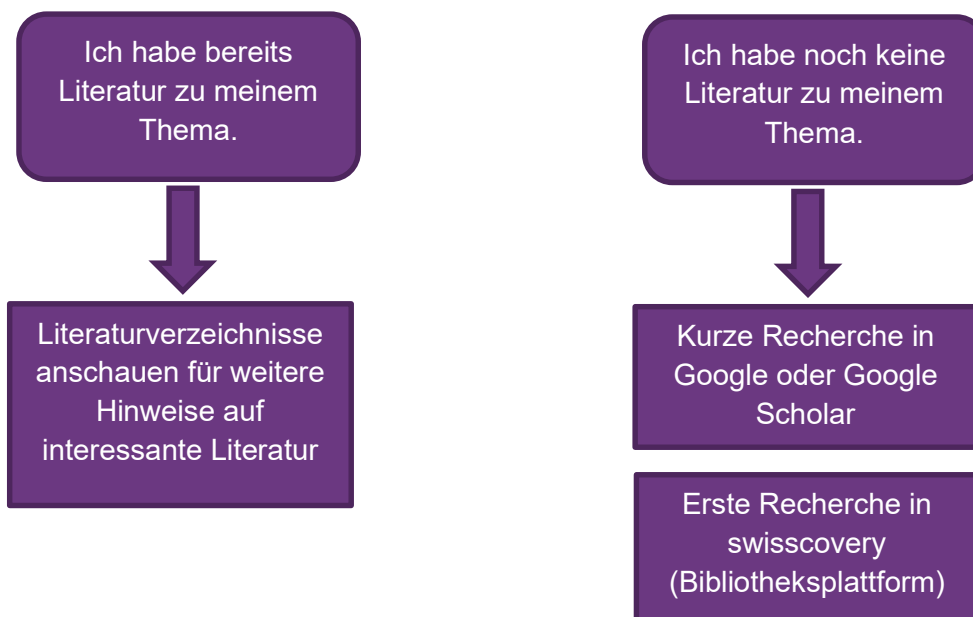 Ich habe bereits
Literatur zu meinem
Thema.
Literaturverzeichnisse
anschauen für weitere
Hinweise auf
interessante Literatur
Ich habe noch keine
Literatur zu meinem
Thema.
Kurze Recherche in
Google oder Google
Scholar
Erste Recherche in
swisscovery
(Bibliotheksplattform)